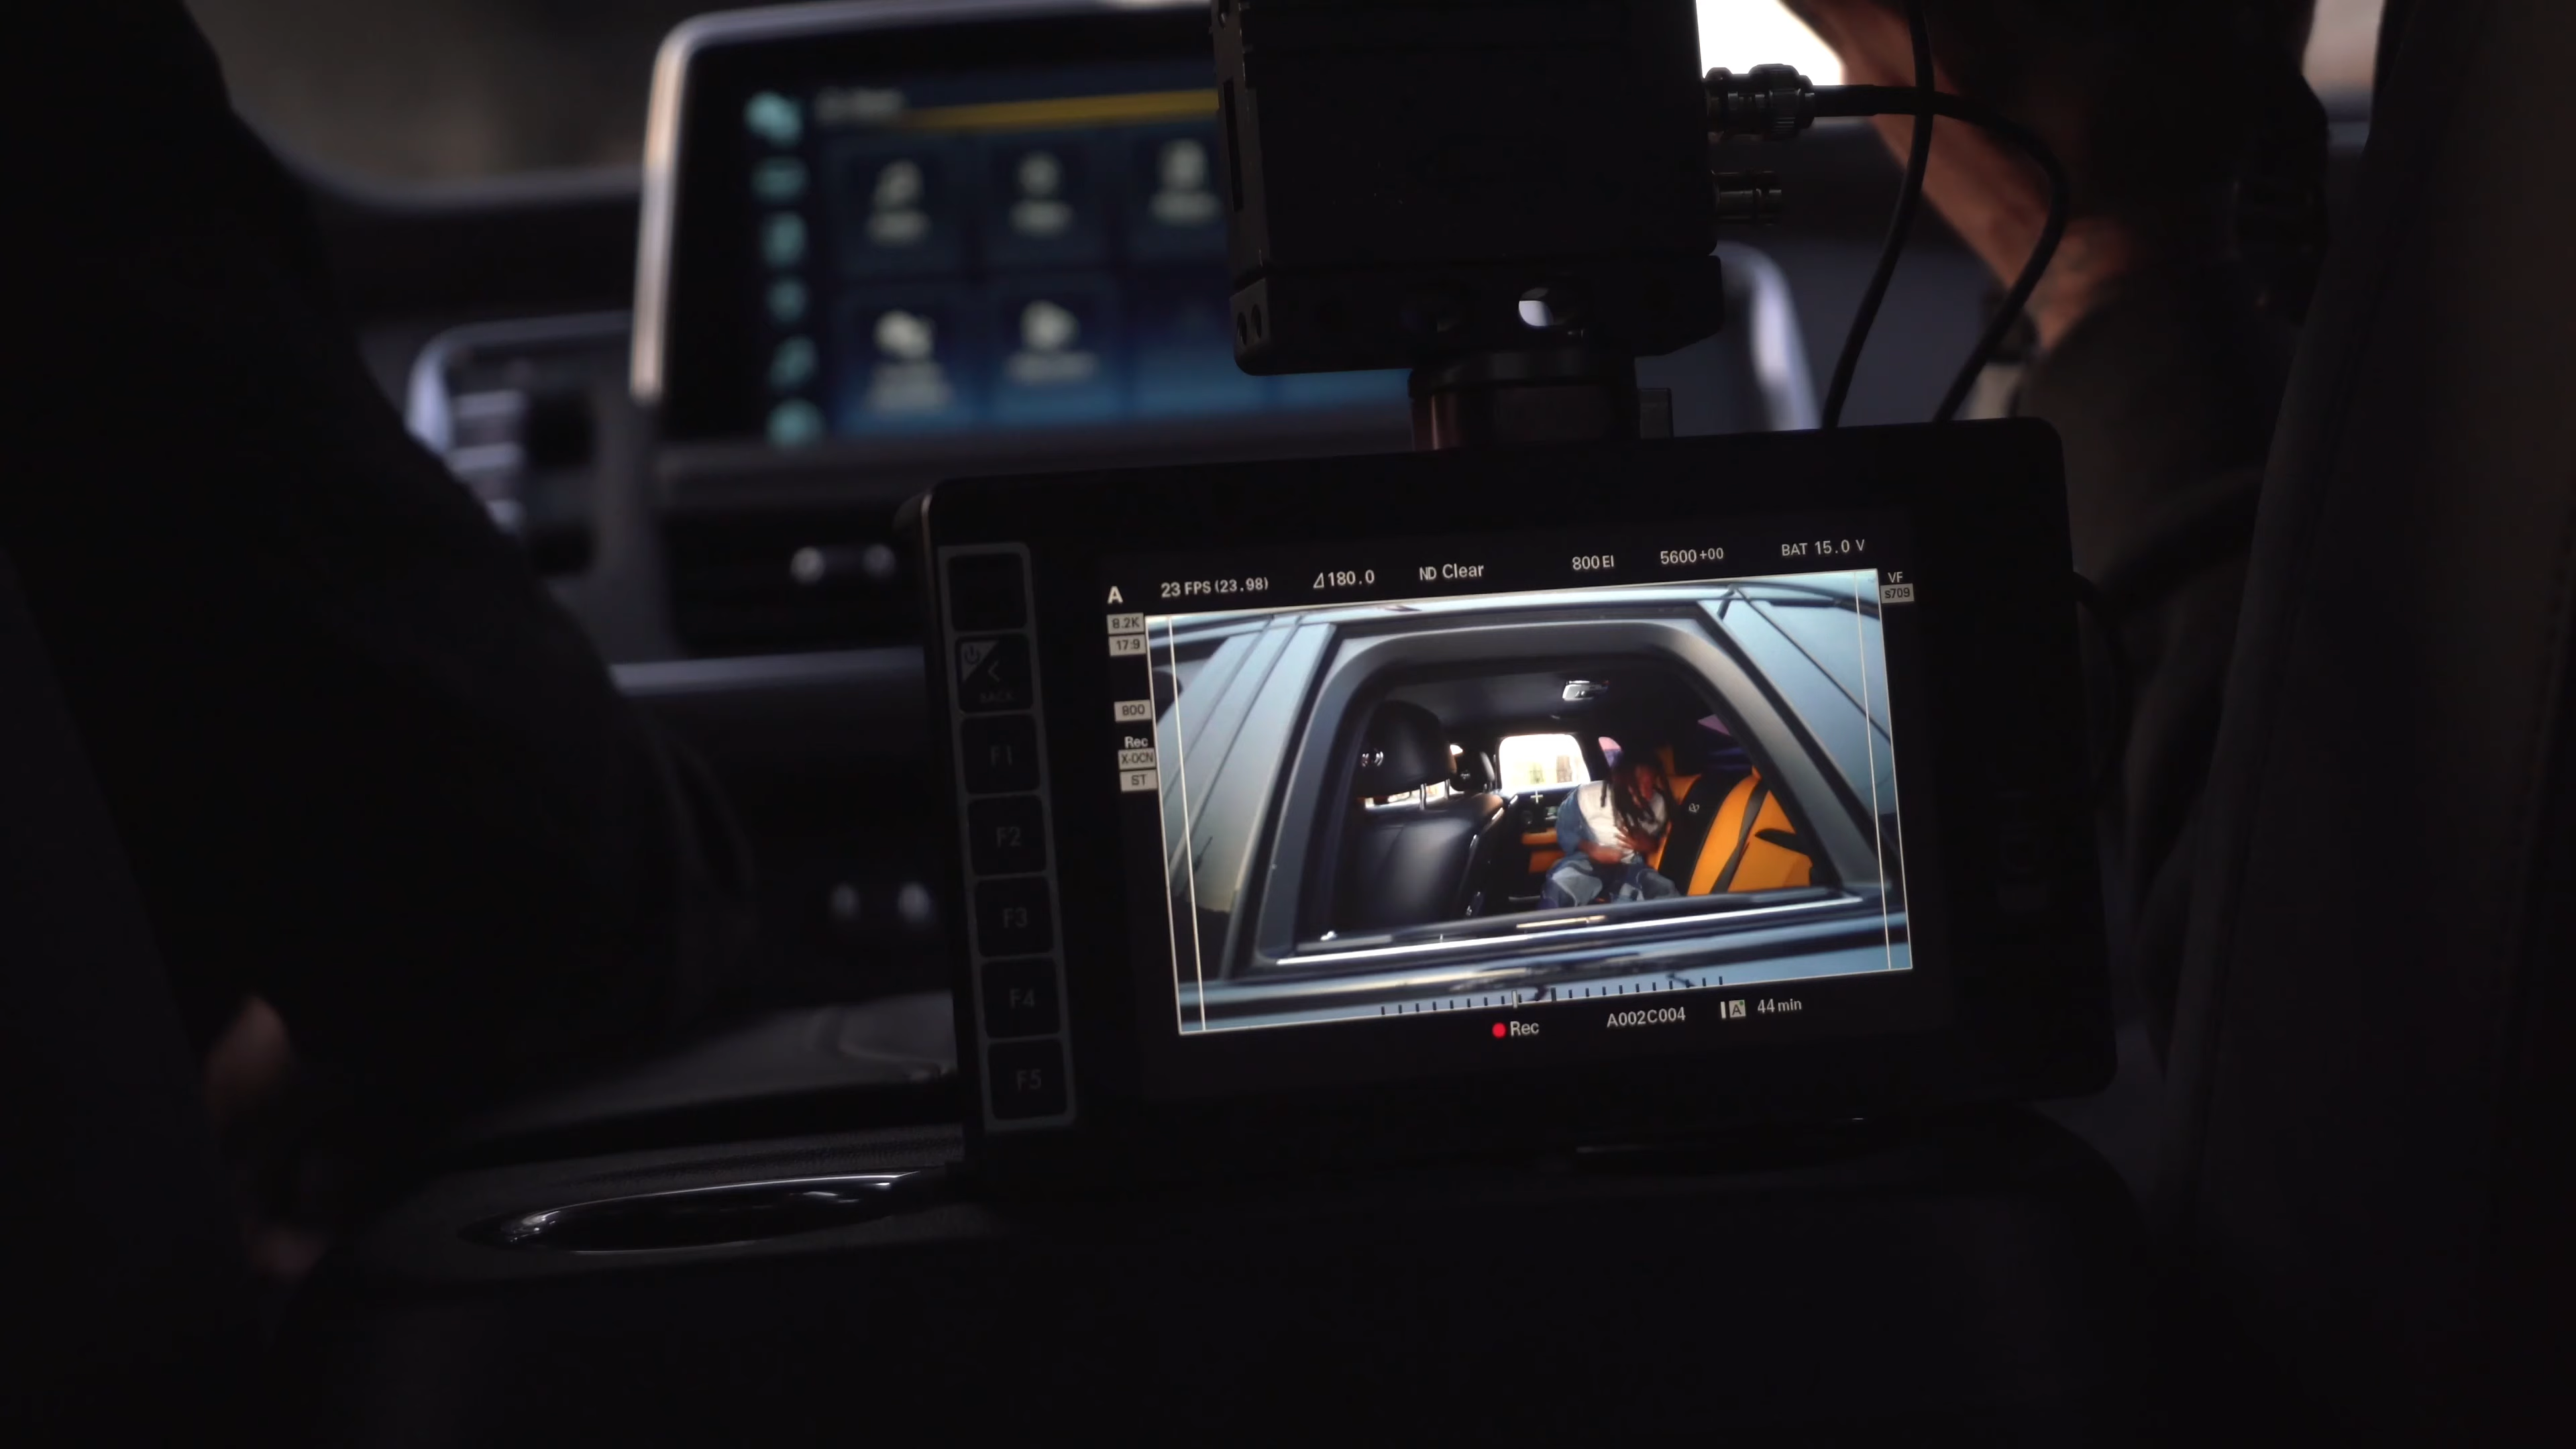 A 23 FPS (23.98) ⊿180.0 ND Clear 800 EI 5600+00 BAT 15.0 V
VF
s709
8.2K
17:9
800
Rec
X-OCN
ST
BACK
F1
F2
F3
F4
F5
Rec A002C004 A 44 min